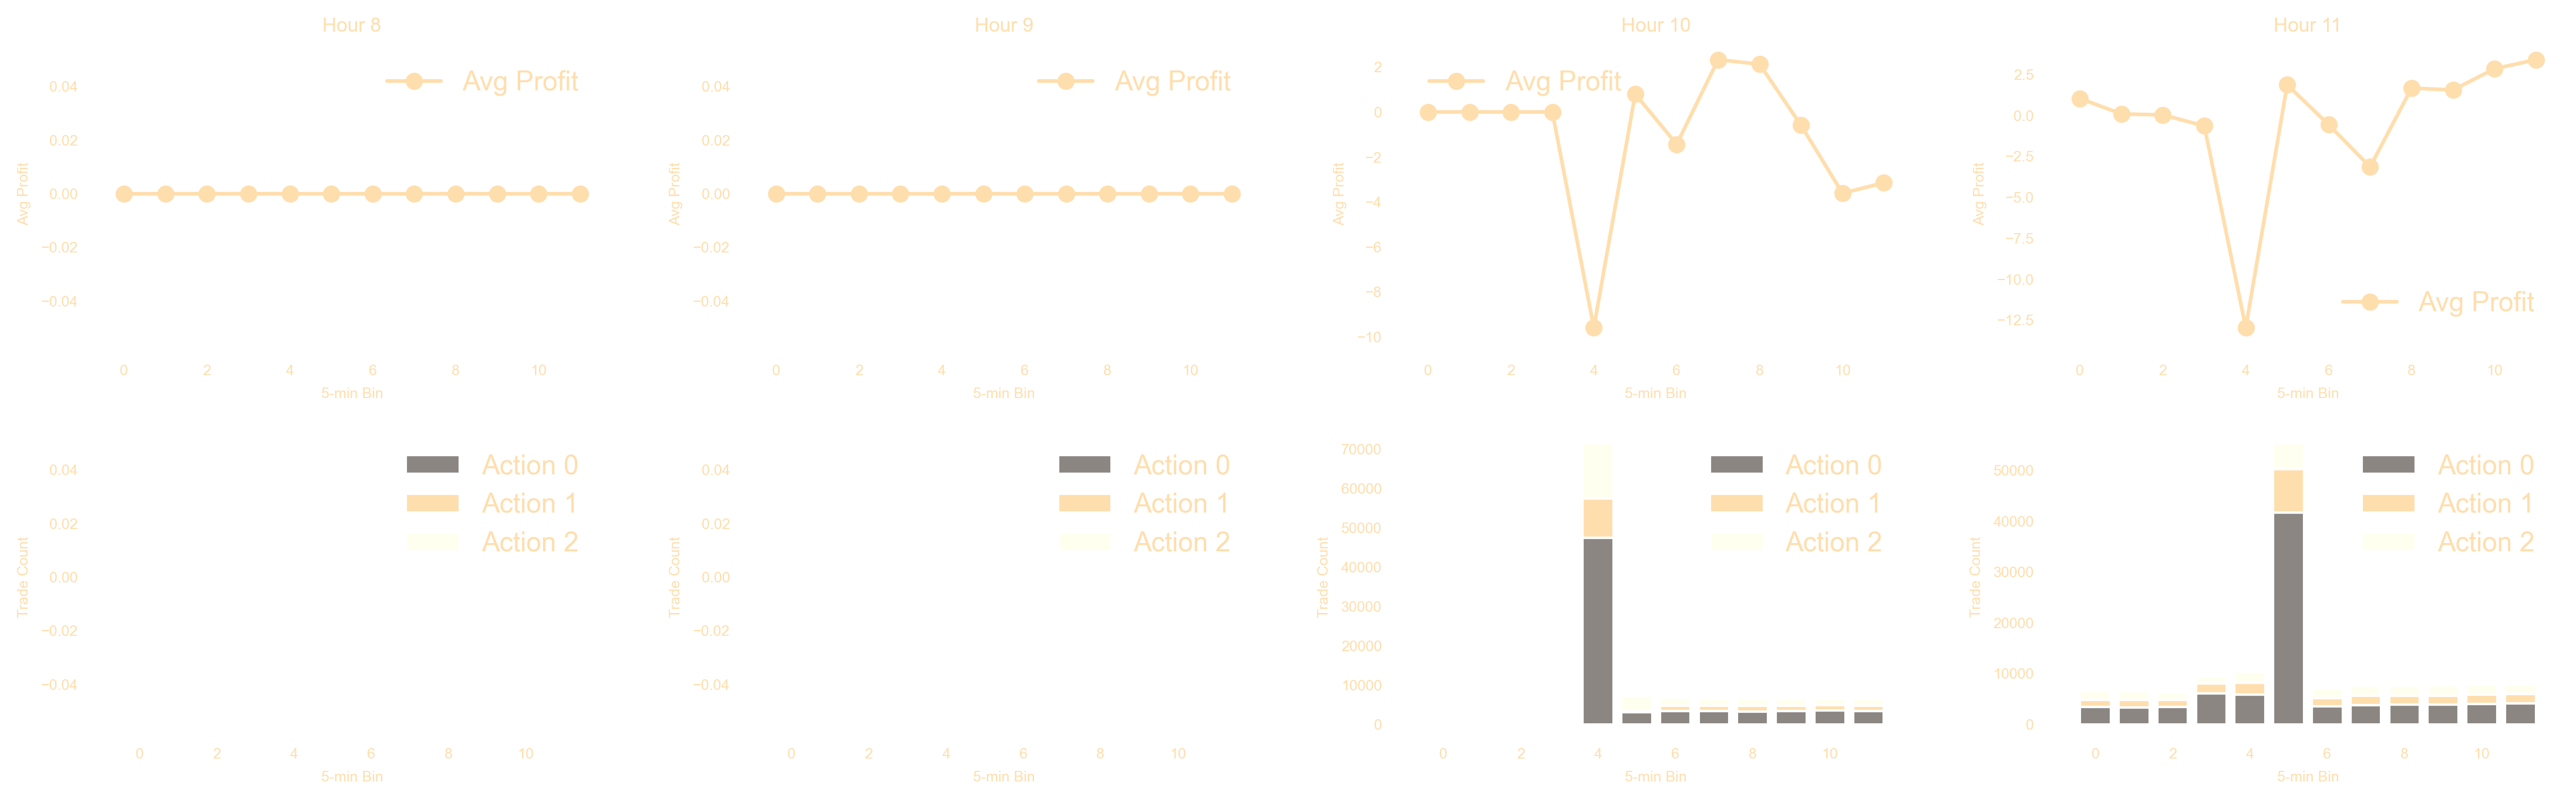 Hour 8
Avg Profit
0.04
0.02
0.00
−0.02
−0.04
Avg Profit
0 2 4 6 8 10
5-min Bin
Hour 9
Avg Profit
0.04
0.02
0.00
−0.02
−0.04
Avg Profit
0 2 4 6 8 10
5-min Bin
Hour 10
Avg Profit
2
0
−2
−4
−6
−8
−10
Avg Profit
0 2 4 6 8 10
5-min Bin
Hour 11
2.5
0.0
−2.5
−5.0
−7.5
−10.0
−12.5
Avg Profit
Avg Profit
0 2 4 6 8 10
5-min Bin
Action 0
Action 1
Action 2
0.04
0.02
0.00
−0.02
−0.04
Trade Count
0 2 4 6 8 10
5-min Bin
Action 0
Action 1
Action 2
0.04
0.02
0.00
−0.02
−0.04
Trade Count
0 2 4 6 8 10
5-min Bin
Action 0
Action 1
Action 2
70000
60000
50000
40000
30000
20000
10000
0
Trade Count
0 2 4 6 8 10
5-min Bin
Action 0
Action 1
Action 2
50000
40000
30000
20000
10000
0
Trade Count
0 2 4 6 8 10
5-min Bin